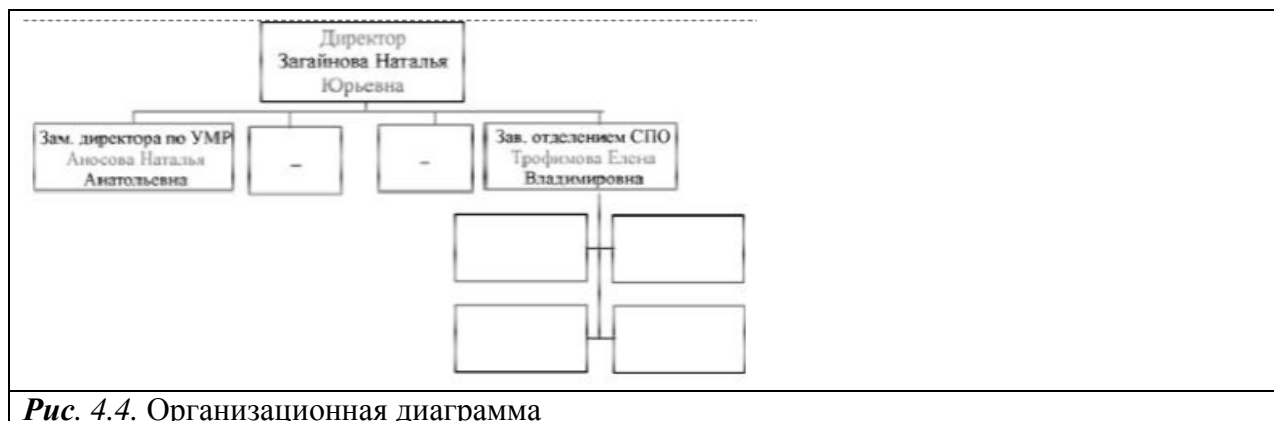 Директор
Загайнова Наталья
Юрьевна
Зам. директора по УМР
Аносова Наталья
Анатольевна
–
–
Зав. отделением СПО
Трофимова Елена
Владимировна
Рис. 4.4. Организационная диаграмма